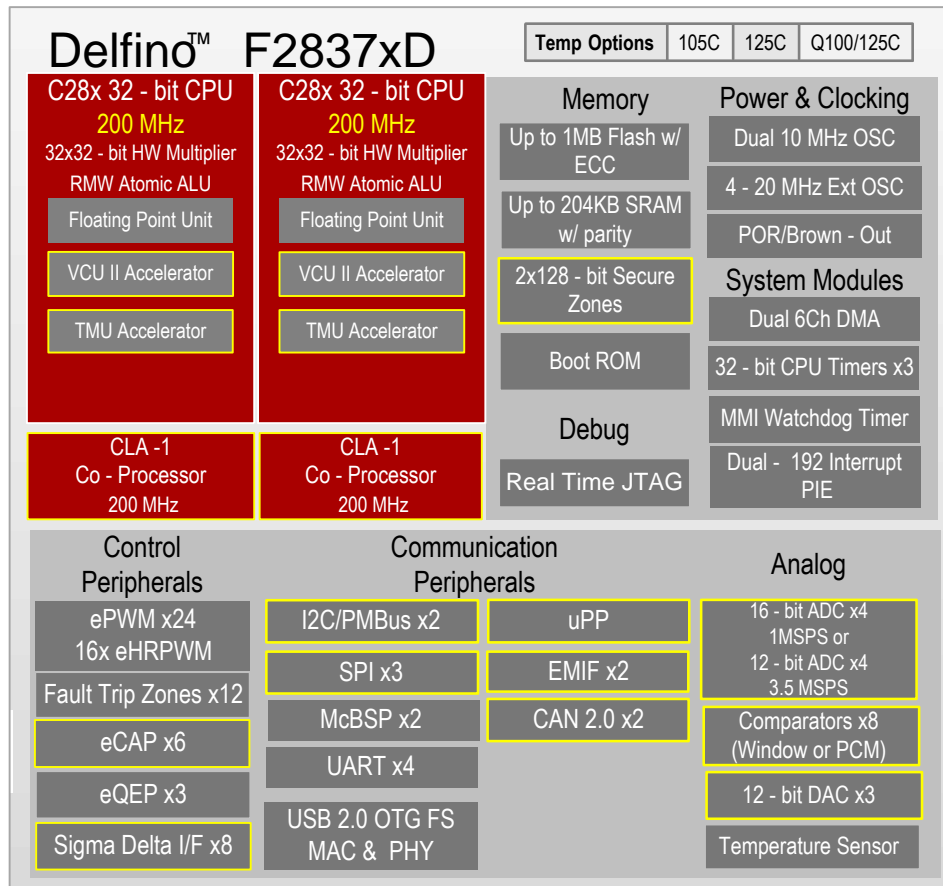 Delfino™ F2837xD
Temp Options 105C 125C Q100/125C
C28x 32 - bit CPU
200 MHz
32x32 - bit HW Multiplier
RMW Atomic ALU
Floating Point Unit
VCU II Accelerator
TMU Accelerator
CLA -1
Co - Processor
200 MHz
C28x 32 - bit CPU
200 MHz
32x32 - bit HW Multiplier
RMW Atomic ALU
Floating Point Unit
VCU II Accelerator
TMU Accelerator
CLA -1
Co - Processor
200 MHz
Memory
Up to 1MB Flash w/
ECC
Up to 204KB SRAM
w/ parity
2x128 - bit Secure
Zones
Boot ROM
Debug
Real Time JTAG
Power & Clocking
Dual 10 MHz OSC
4 - 20 MHz Ext OSC
POR/Brown - Out
System Modules
Dual 6Ch DMA
32 - bit CPU Timers x3
MMI Watchdog Timer
Dual - 192 Interrupt
PIE
Control
Peripherals
ePWM x24
16x eHRPWM
Fault Trip Zones x12
eCAP x6
eQEP x3
Sigma Delta I/F x8
Communication
Peripherals
I2C/PMBus x2
SPI x3
McBSP x2
UART x4
USB 2.0 OTG FS
MAC & PHY
uPP
EMIF x2
CAN 2.0 x2
Analog
16 - bit ADC x4
1MSPS or
12 - bit ADC x4
3.5 MSPS
Comparators x8
(Window or PCM)
12 - bit DAC x3
Temperature Sensor